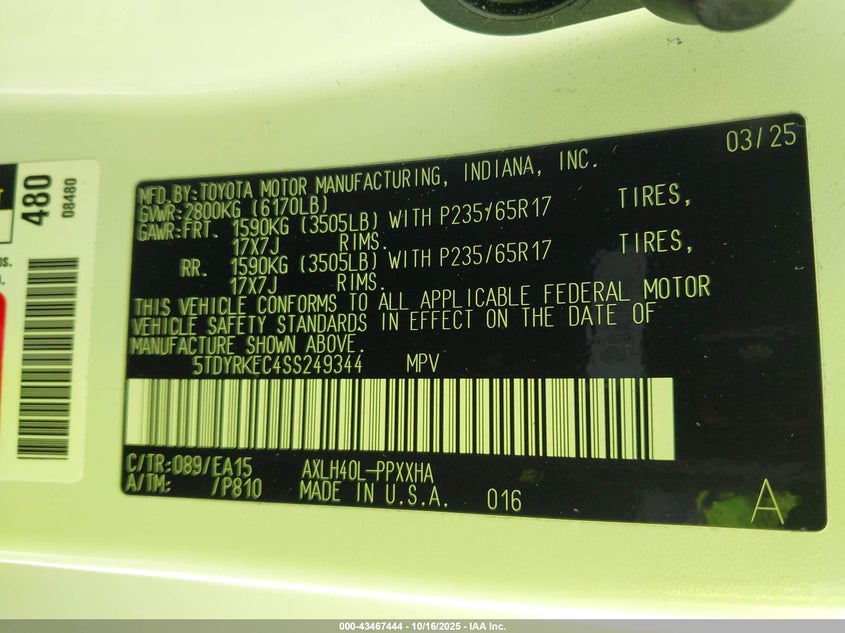 03/25
MFD.BY:TOYOTA MOTOR MANUFACTURING, INDIANA, INC.
GVWR:2800KG (6170LB)
GAWR:FRT. 1590KG (3505LB) WITH P235/65R17 TIRES,
17X7J RIMS.
RR. 1590KG (3505LB) WITH P235/65R17 TIRES,
17X7J RIMS.
THIS VEHICLE CONFORMS TO ALL APPLICABLE FEDERAL MOTOR
VEHICLE SAFETY STANDARDS IN EFFECT ON THE DATE OF
MANUFACTURE SHOWN ABOVE.
5TDYRKEC4SS249344 MPV
C/TR:089/EA15 AXLH40L-PPXXHA
A/TM: /P810 MADE IN U.S.A. 016
A
480
08480
000-43467444 - 10/16/2025 - IAA Inc.